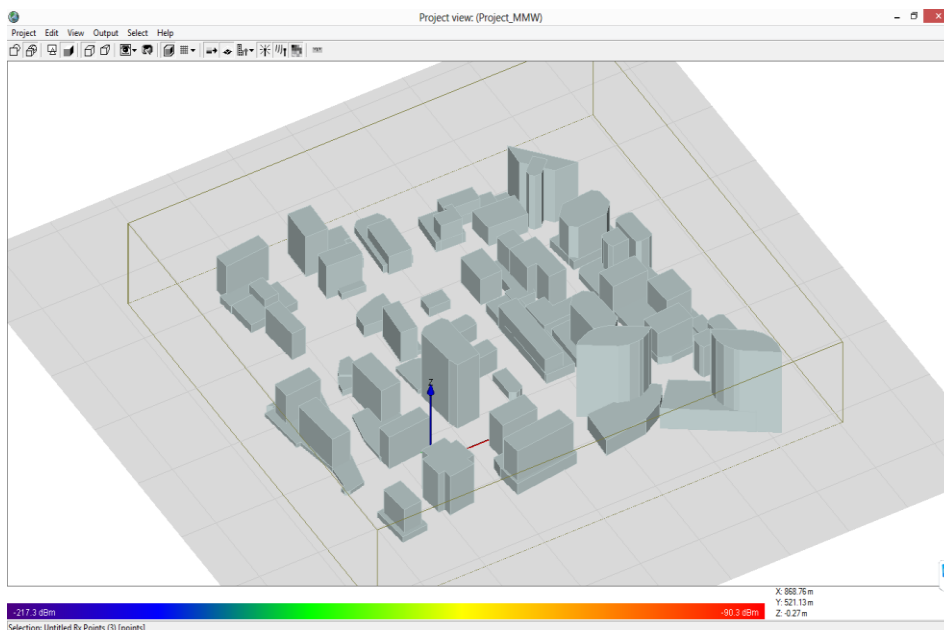 Project view: (Project_MMW)
Project Edit View Output Select Help
Z
-217.3 dBm
-90.3 dBm
X: 868.76 m
Y: 521.13 m
Z: -0.27 m
Selection: Untitled Rx Points (3) [points]